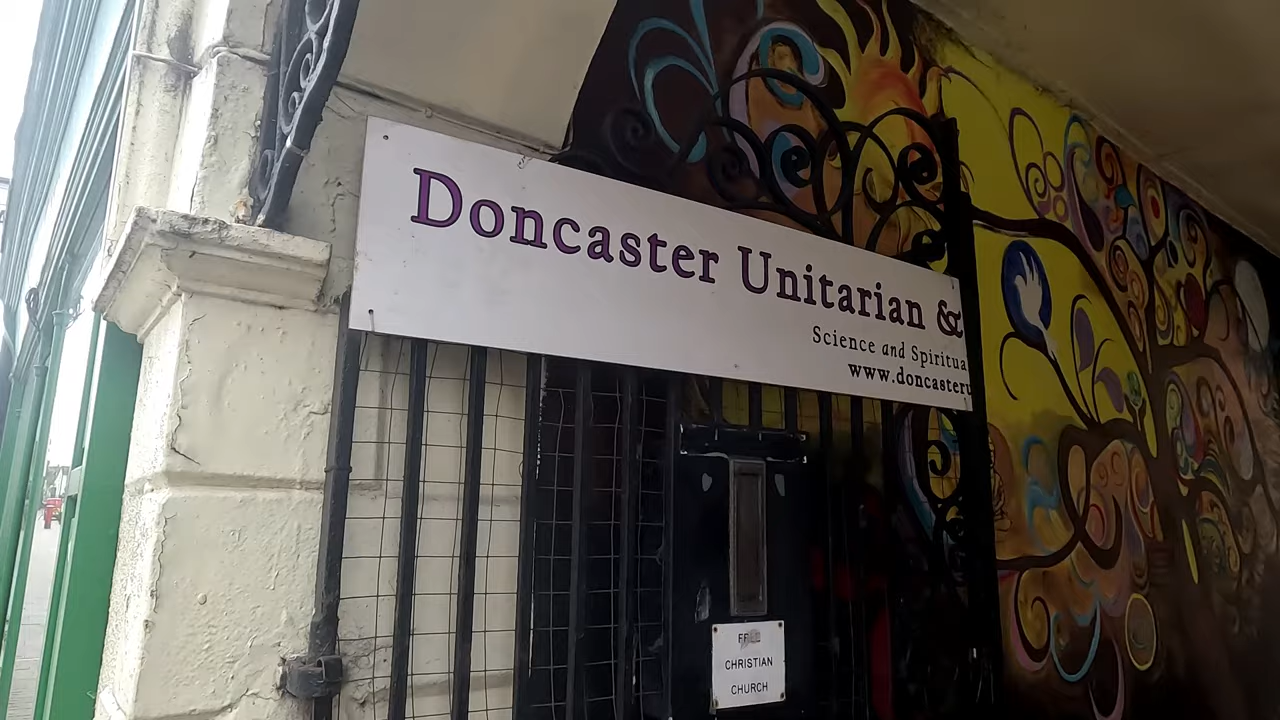 Doncaster Unitarian &
Science and Spiritua
www.doncasteru
CHRISTIAN
CHURCH